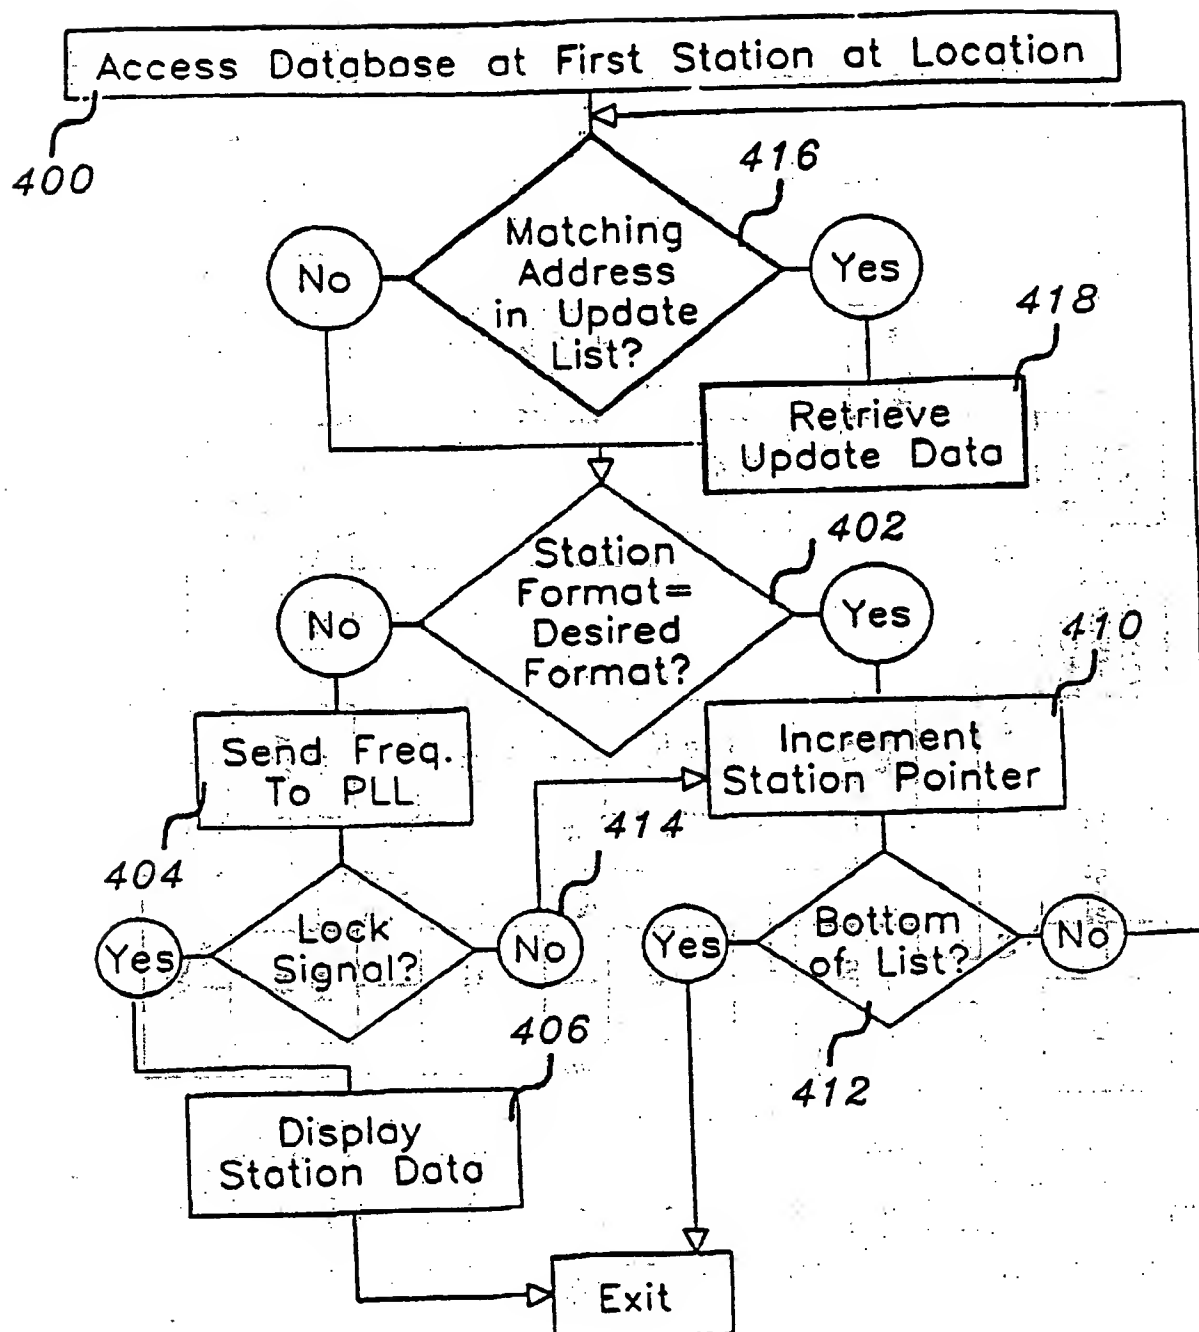 Access Database at First Station at Location
400
416
Matching
Address
in Update
List?
No
Yes
418
Retrieve
Update Data
402
Station
Format=
Desired
Format?
No
Yes
410
Send Freq.
To PLL
Increment
Station Pointer
404
414
Lock
Signal?
Yes
No
Bottom
of List?
Yes
No
406
412
Display
Station Data
Exit